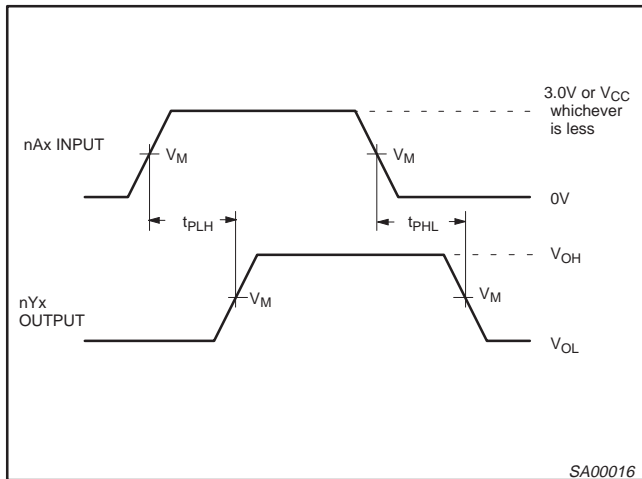 3.0V or VCC
whichever
is less
nAx INPUT
VM
VM
0V
tPLH
tPHL
VOH
nYx
OUTPUT
VM
VM
VOL
SA00016